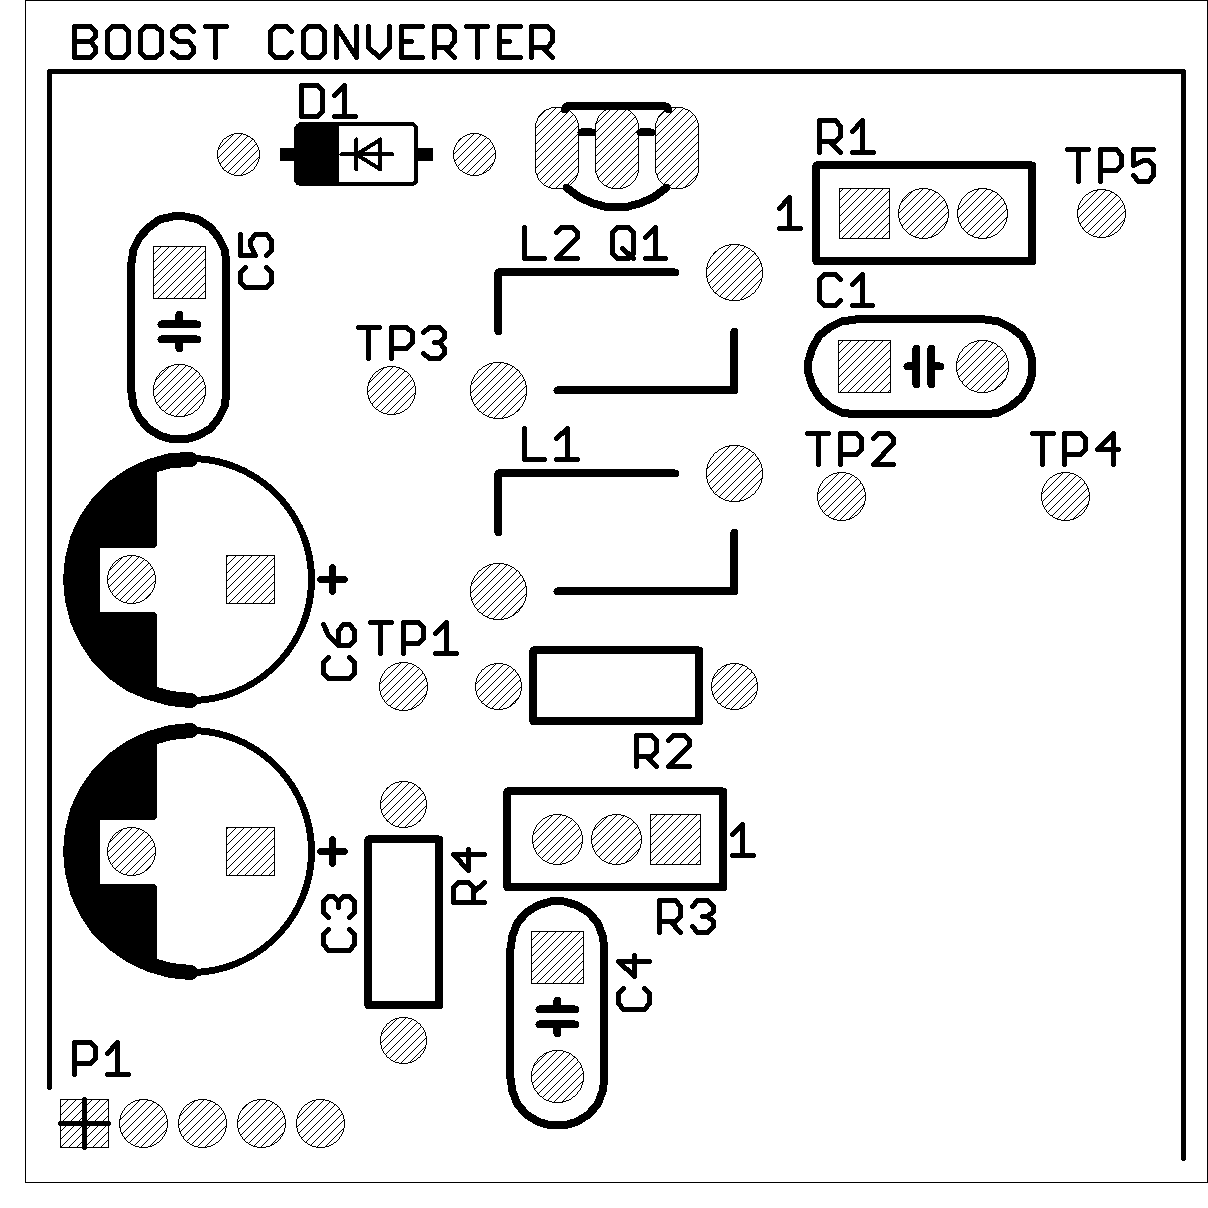 BOOST CONVERTER
D1
R1
TP5
1
C5
L2 Q1
C1
TP3
L1
TP2
TP4
+
C6
TP1
R2
+
1
C3
R4
R3
C4
P1